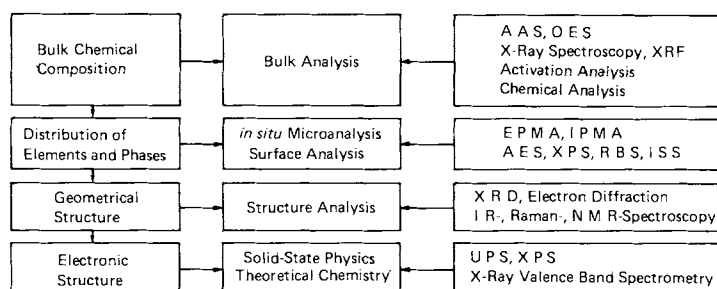 Bulk Chemical
Composition
Bulk Analysis
A A S, O E S
X-Ray Spectroscopy, XRF
Activation Analysis
Chemical Analysis
Distribution of
Elements and Phases
in situ Microanalysis
Surface Analysis
E P M A, I P M A
A E S, X P S, R B S, I S S
Geometrical
Structure
Structure Analysis
X R D, Electron Diffraction
I R-, Raman-, N M R-Spectroscopy
Electronic
Structure
Solid-State Physics
Theoretical Chemistry
U P S, X P S
X-Ray Valence Band Spectrometry